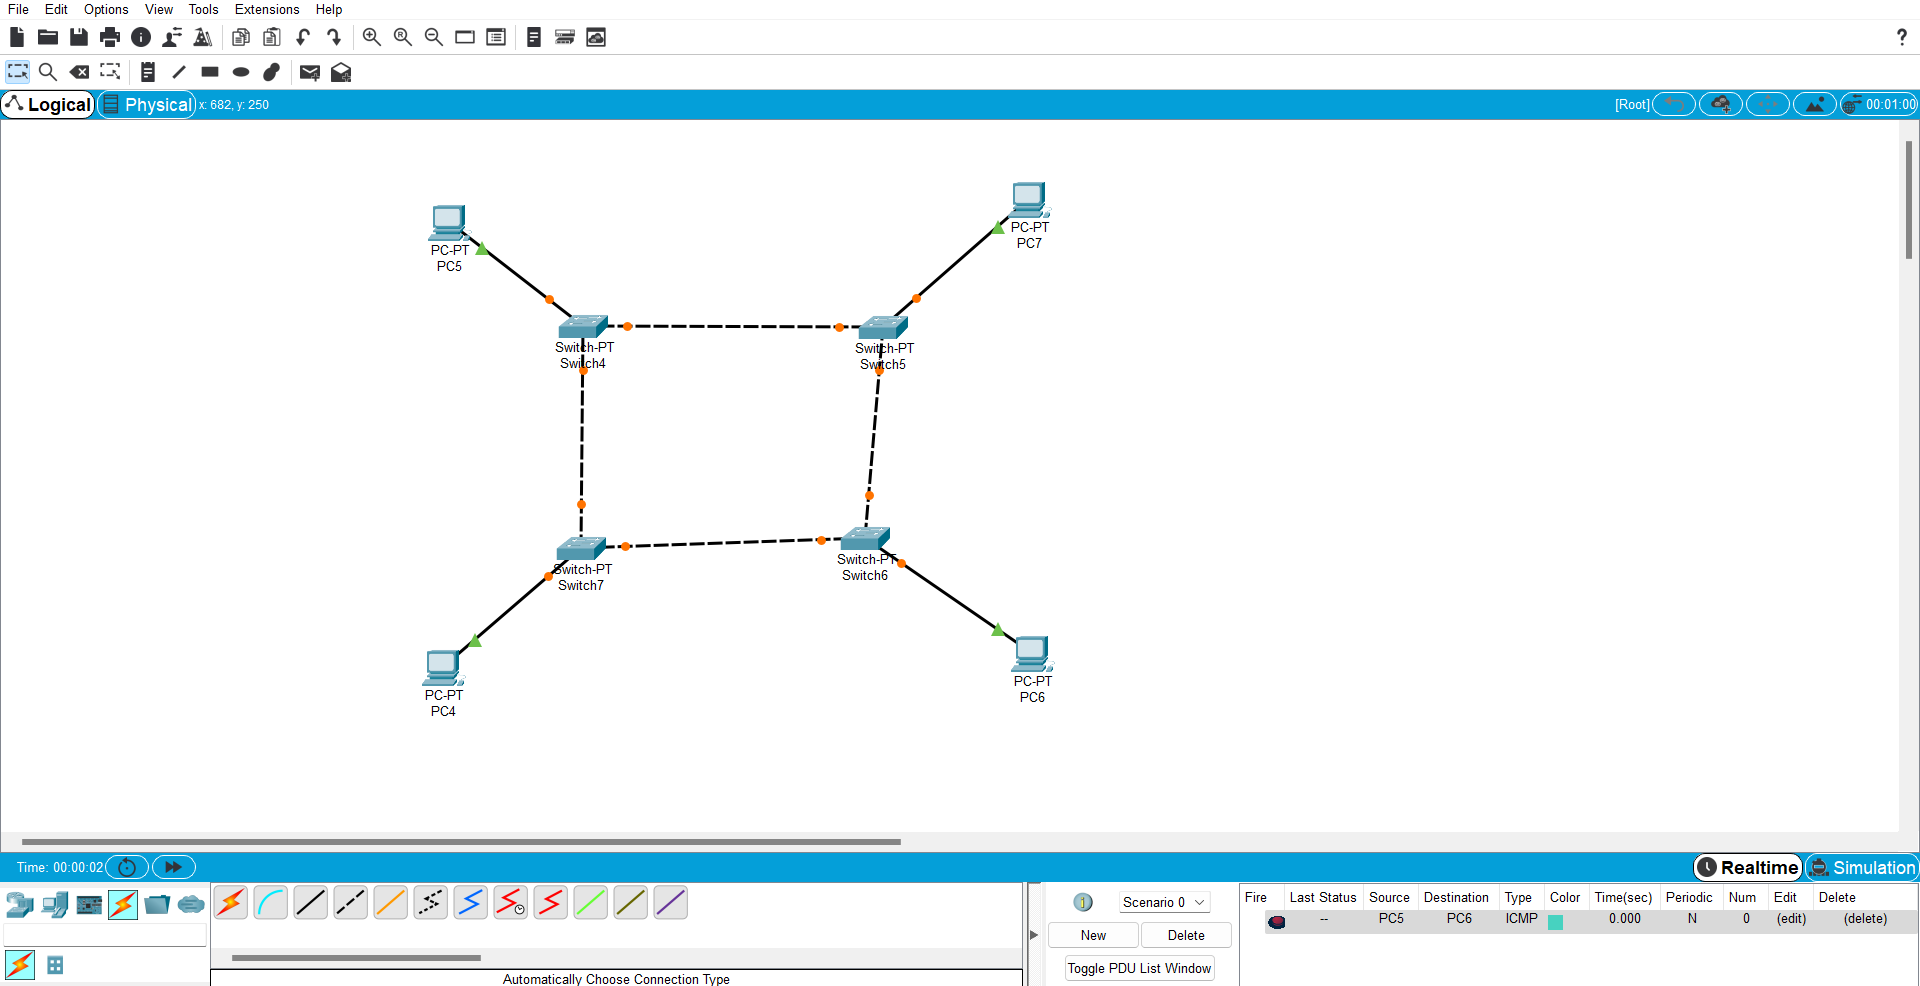 File Edit Options View Tools Extensions Help
?
Logical Physical x: 682, y: 250 [Root] 00:01:00
PC-PT
PC7
PC-PT
PC5
Switch-PT
Switch4
Switch-PT
Switch5
Switch-PT
Switch6
Switch-PT
Switch7
PC-PT
PC6
PC-PT
PC4
Time: 00:00:02 Realtime Simulation
Scenario 0
New Delete
Toggle PDU List Window
Fire Last Status Source Destination Type Color Time(sec) Periodic Num Edit Delete
-- PC5 PC6 ICMP 0.000 N 0 (edit) (delete)
Automatically Choose Connection Type